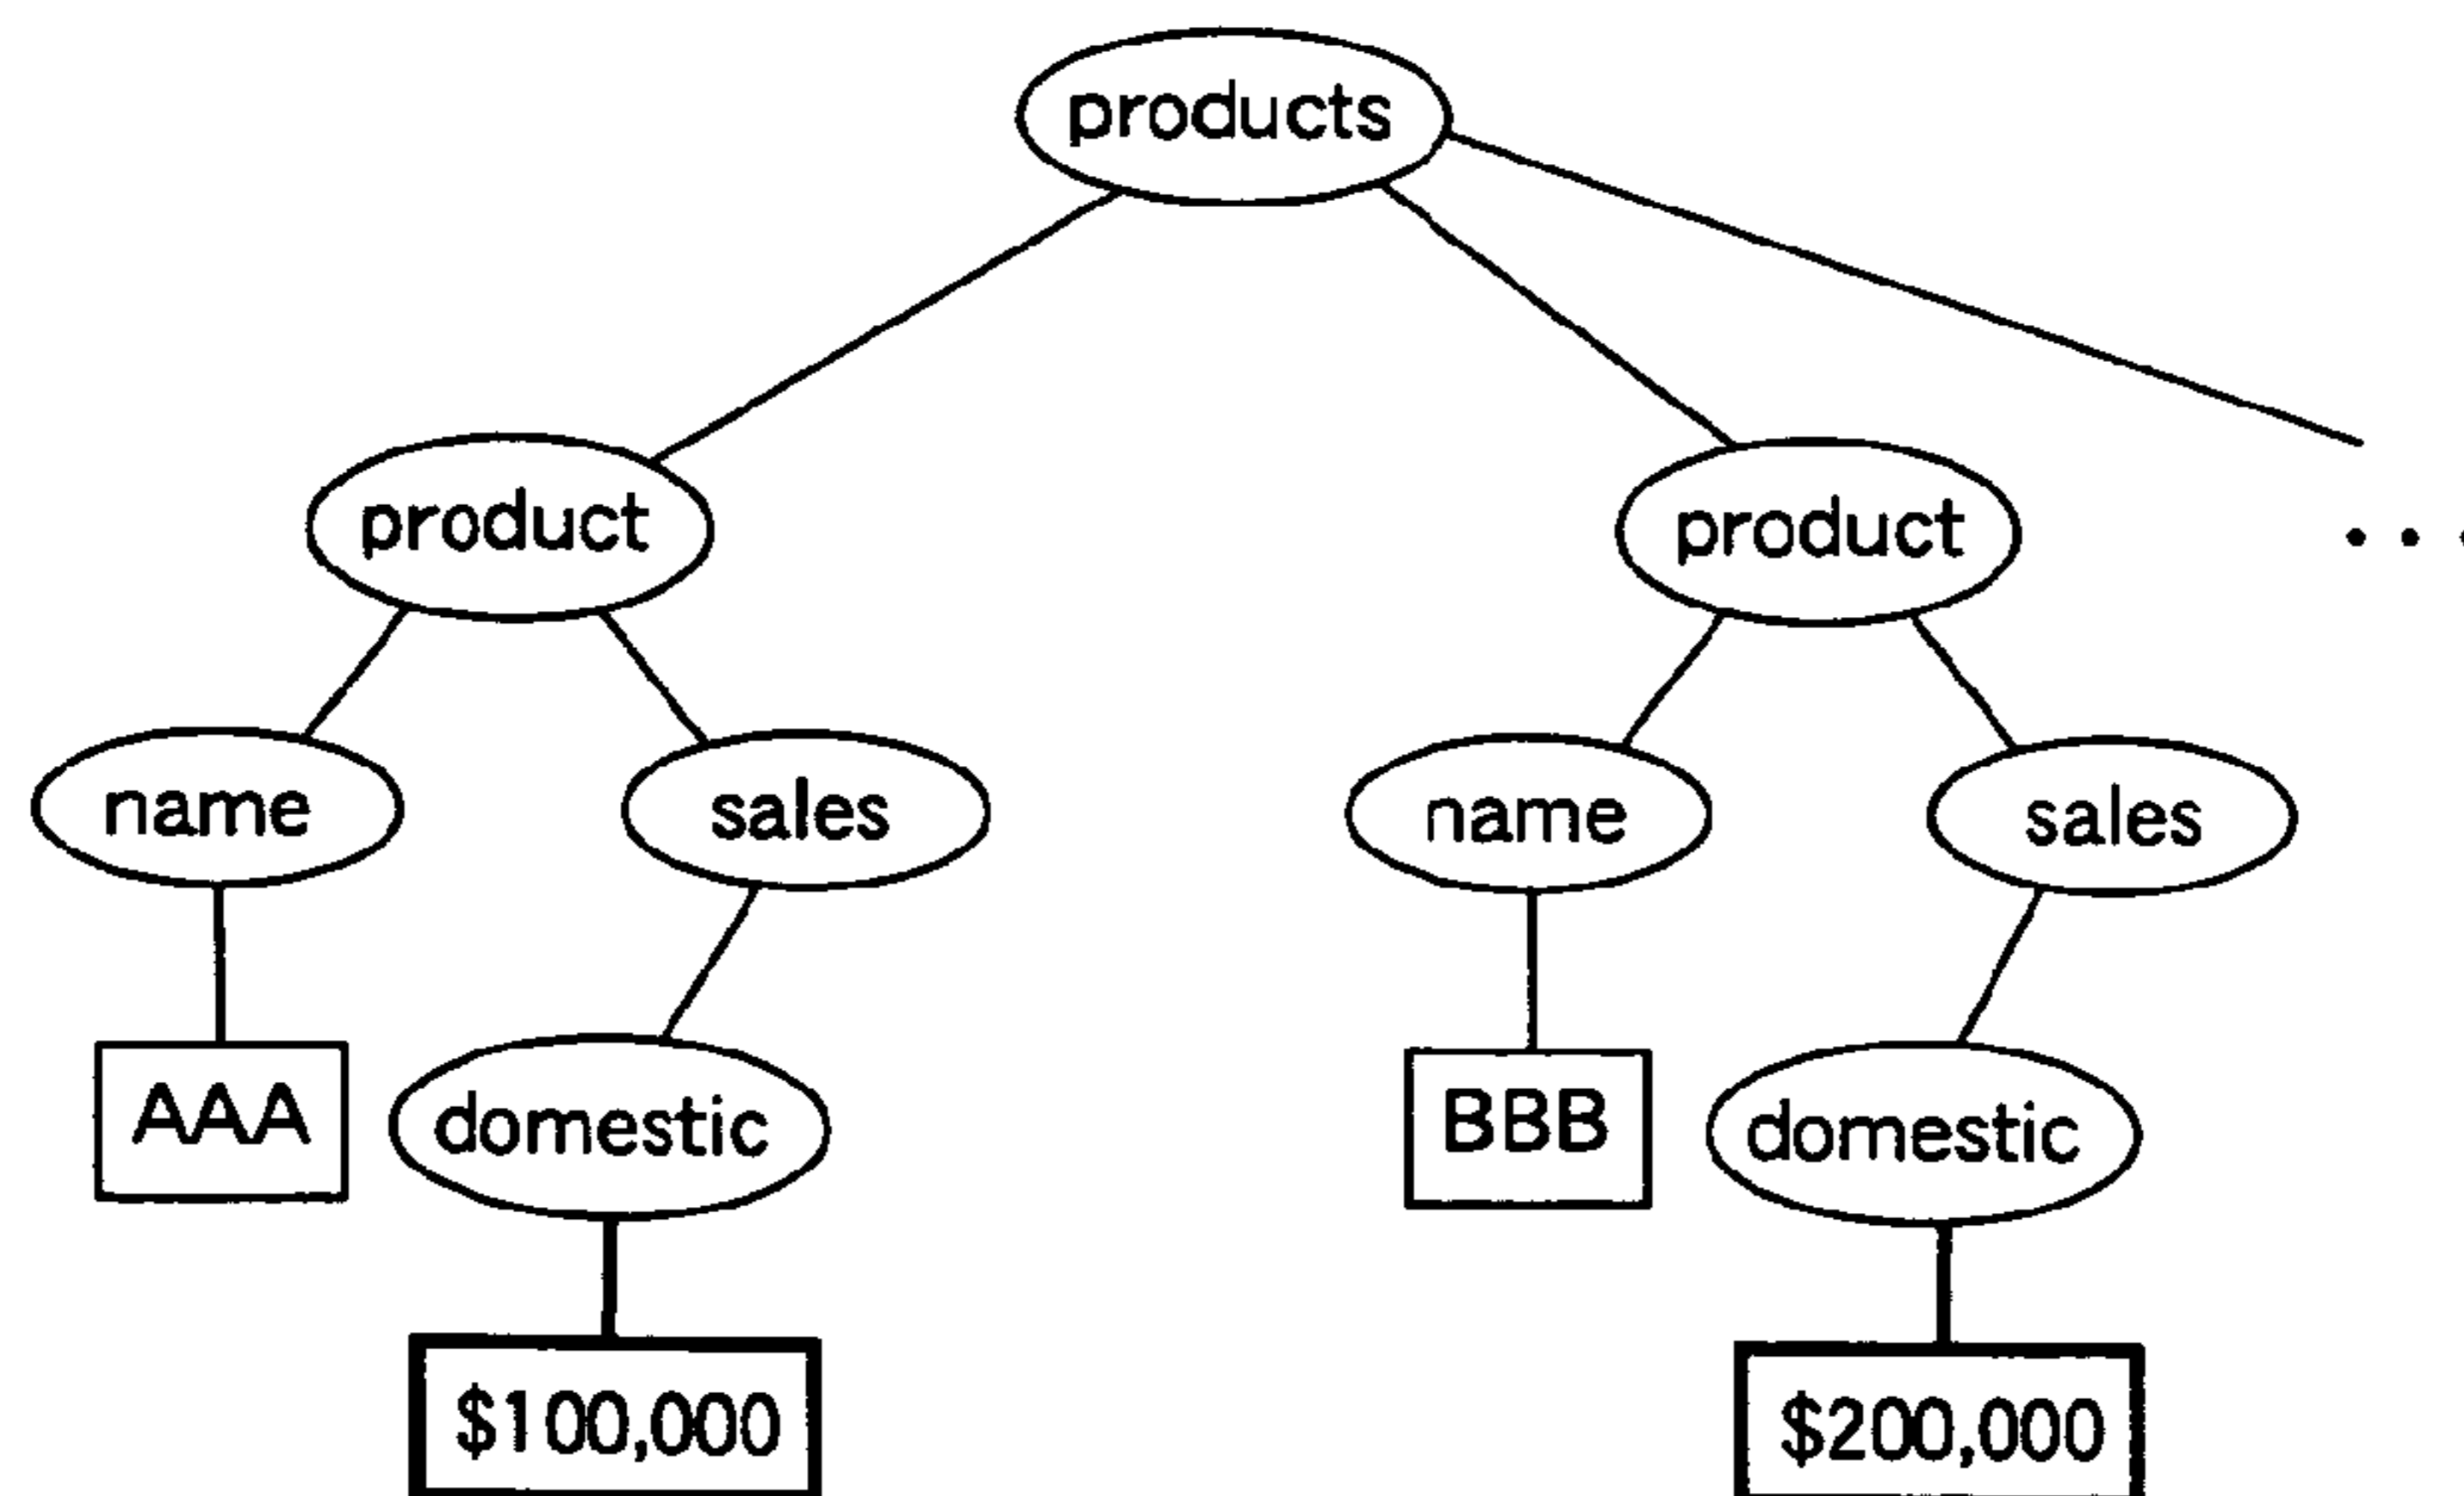 products
product
product
...
name
sales
name
sales
AAA
domestic
BBB
domestic
$100,000
$200,000